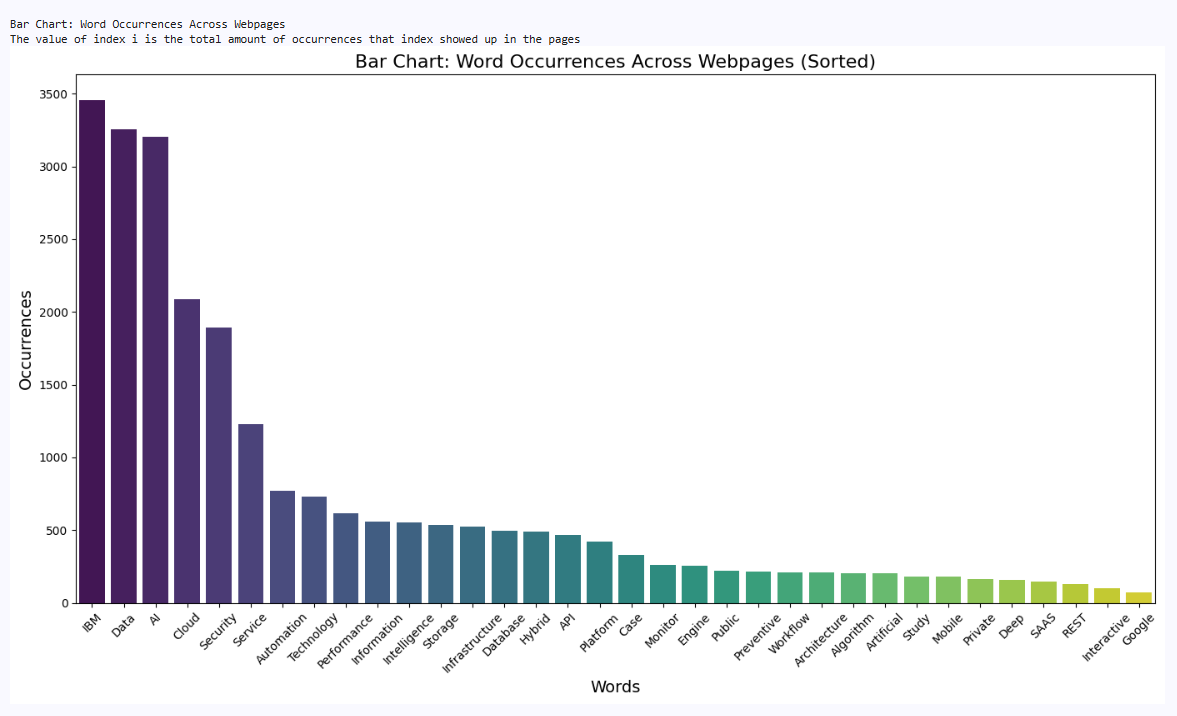 Bar Chart: Word Occurrences Across Webpages
The value of index i is the total amount of occurrences that index showed up in the pages
Bar Chart: Word Occurrences Across Webpages (Sorted)
3500
3000
2500
2000
1500
1000
500
0
Occurrences
IBM
Data
AI
Cloud
Security
Service
Automation
Technology
Performance
Information
Intelligence
Storage
Infrastructure
Database
Hybrid
API
Platform
Case
Monitor
Engine
Public
Preventive
Workflow
Architecture
Algorithm
Artificial
Study
Mobile
Private
Deep
SAAS
REST
Interactive
Google
Words